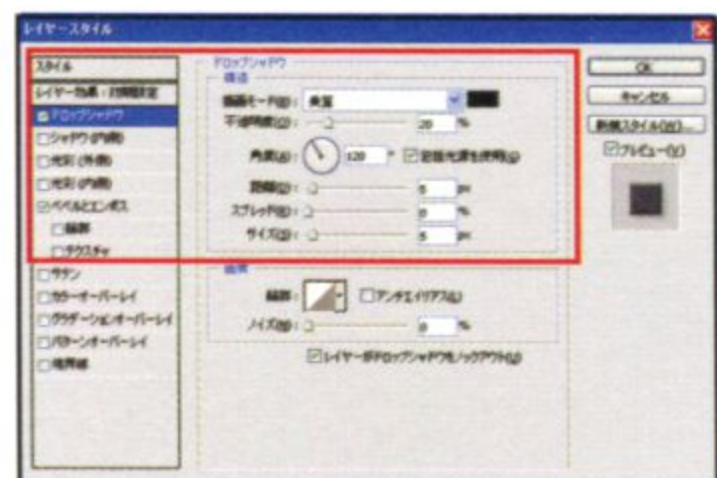 レイヤースタイル
スタイル
レイヤー効果 : 初期設定
ドロップシャドウ
シャドウ (内側)
光彩 (外側)
光彩 (内側)
ベベルとエンボス
輪郭
テクスチャ
サテン
カラーオーバーレイ
グラデーションオーバーレイ
パターンオーバーレイ
境界線
ドロップシャドウ
構造
描画モード(B) : 乗算
不透明度(O) : 20 %
角度(A) : 120 ° 包括光源を使用(G)
距離(D) : 5 px
スプレッド(R) : 0 %
サイズ(S) : 5 px
画質
輪郭 : アンチエイリアス(L)
ノイズ(N) : 0 %
レイヤーがドロップシャドウをノックアウト(U)
OK
キャンセル
新規スタイル(W)...
プレビュー(V)